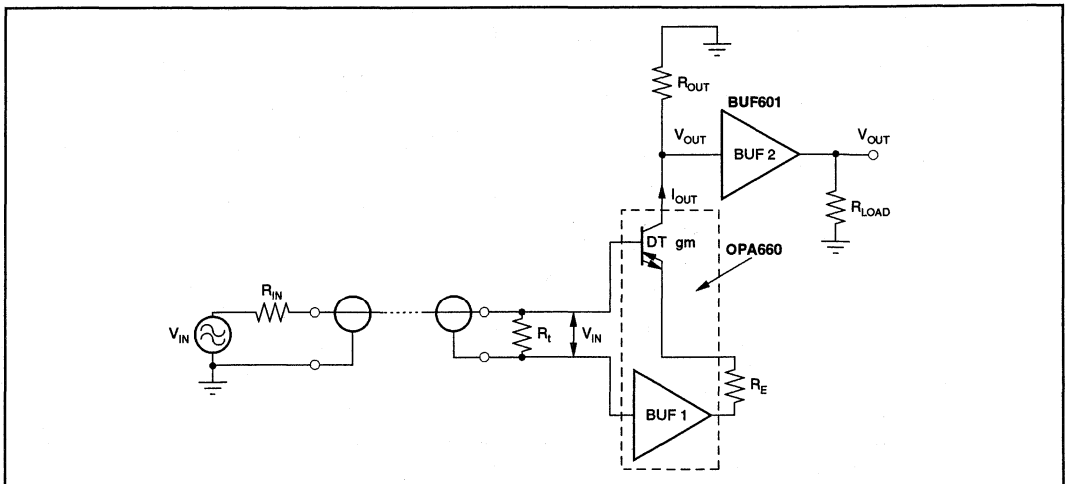 R_OUT
BUF601
V_OUT
BUF 2
V_OUT
I_OUT
R_LOAD
DT gm
OPA660
R_IN
V_IN
R_t
V_IN
R_E
BUF 1